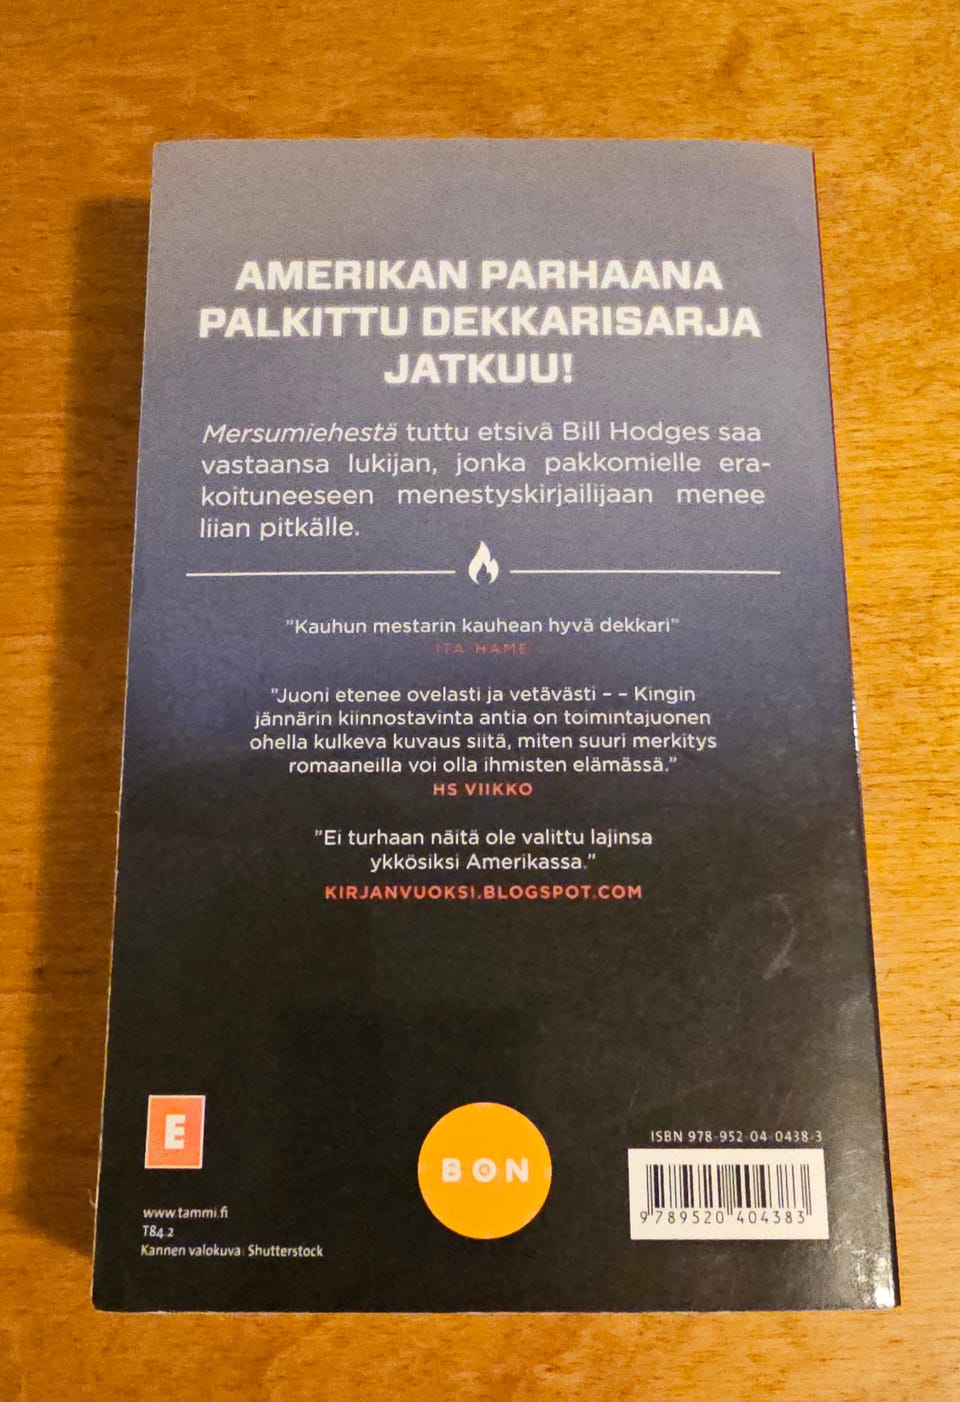 AMERIKAN PARHAANA
PALKITTU DEKKARISARJA
JATKUU!
Mersumiehestä tuttu etsivä Bill Hodges saa
vastaansa lukijan, jonka pakkomielle era-
koituneeseen menestyskirjailijaan menee
liian pitkälle.
"Kauhun mestarin kauhean hyvä dekkari"
ITÄ-HÄME
"Juoni etenee ovelasti ja vetävästi – – Kingin
jännärin kiinnostavinta antia on toimintajuonen
ohella kulkeva kuvaus siitä, miten suuri merkitys
romaaneilla voi olla ihmisten elämässä."
HS VIIKKO
"Ei turhaan näitä ole valittu lajinsa
ykkösiksi Amerikassa."
KIRJANVUOKSI.BLOGSPOT.COM
E
BON
ISBN 978-952-04-0438-3
9 789520 404383
www.tammi.fi
T84.2
Kannen valokuva: Shutterstock